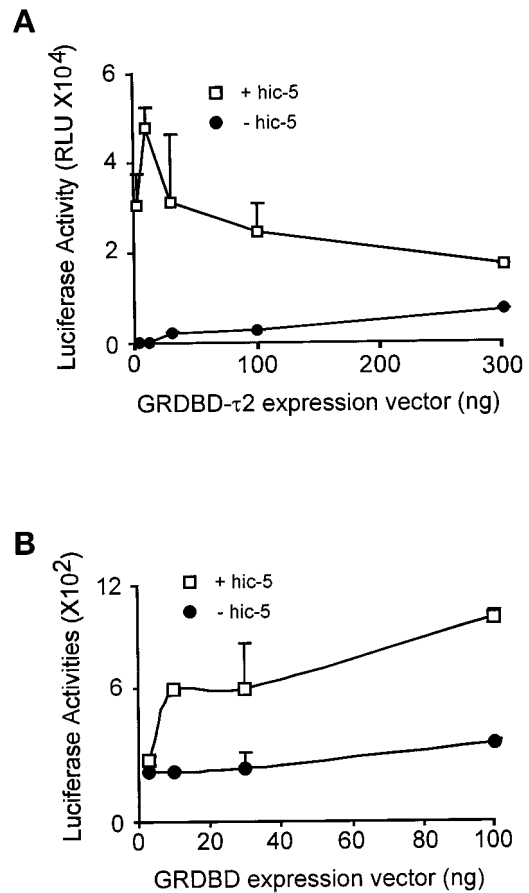 A
Luciferase Activity (RLU X10⁴)
6
4
2
0
+ hic-5
- hic-5
0 100 200 300
GRDBD-τ2 expression vector (ng)
B
Luciferase Activities (X10²)
12
6
0
+ hic-5
- hic-5
0 20 40 60 80 100
GRDBD expression vector (ng)